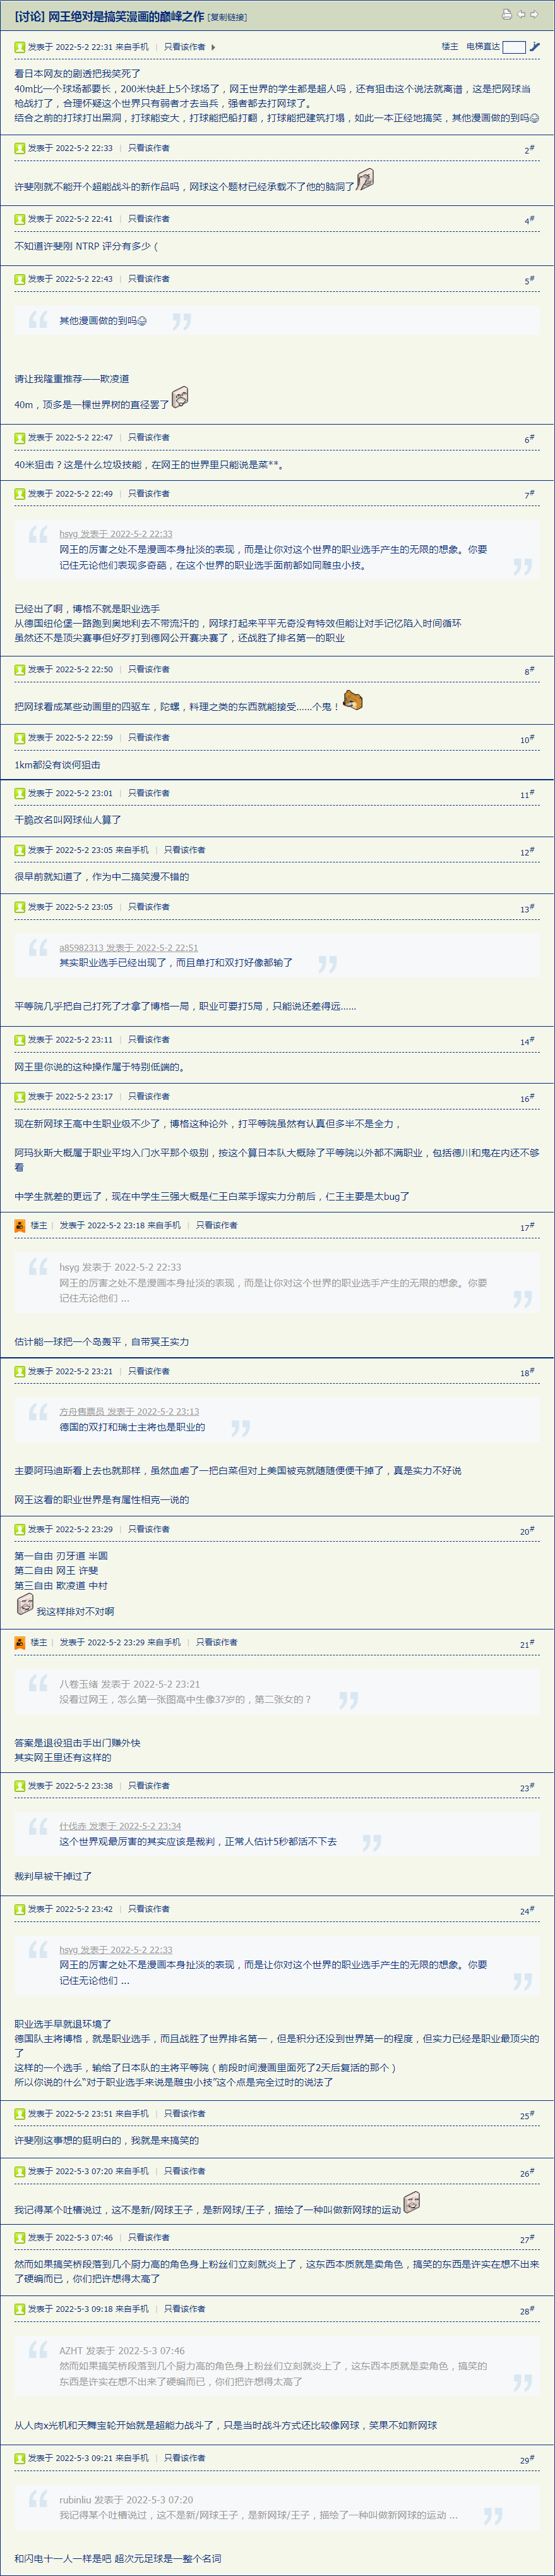 [讨论] 网王绝对是搞笑漫画的巅峰之作 [复制链接]
发表于 2022-5-2 22:31 来自手机 | 只看该作者
楼主 电梯直达
看日本网友的剧透把我笑死了
40m比一个球场都要长，200米快赶上5个球场了，网王世界的学生都是超人吗，还有狙击这个说法就离谱，这是把网球当
枪战打了，合理怀疑这个世界只有弱者才去当兵，强者都去打网球了。
结合之前的打球打出黑洞，打球能变大，打球能把船打翻，打球能把建筑打塌，如此一本正经地搞笑，其他漫画做的到吗😅
发表于 2022-5-2 22:33 | 只看该作者
2#
许斐刚就不能开个超能战斗的新作品吗，网球这个题材已经承载不了他的脑洞了
发表于 2022-5-2 22:41 | 只看该作者
4#
不知道许斐刚 NTRP 评分有多少（
发表于 2022-5-2 22:43 | 只看该作者
5#
其他漫画做的到吗😅
请让我隆重推荐——欺凌道
40m，顶多是一棵世界树的直径罢了
发表于 2022-5-2 22:47 | 只看该作者
6#
40米狙击？这是什么垃圾技能，在网王的世界里只能说是菜**。
发表于 2022-5-2 22:49 | 只看该作者
7#
hsyg 发表于 2022-5-2 22:33
网王的厉害之处不是漫画本身扯淡的表现，而是让你对这个世界的职业选手产生的无限的想象。你要
记住无论他们表现多奇葩，在这个世界的职业选手面前都如同雕虫小技。
已经出了啊，博格不就是职业选手
从德国纽伦堡一路跑到奥地利去不带流汗的，网球打起来平平无奇没有特效但能让对手记忆陷入时间循环
虽然还不是顶尖赛事但好歹打到德网公开赛决赛了，还战胜了排名第一的职业
发表于 2022-5-2 22:50 | 只看该作者
8#
把网球看成某些动画里的四驱车，陀螺，料理之类的东西就能接受......个鬼！
发表于 2022-5-2 22:59 | 只看该作者
10#
1km都没有谈何狙击
发表于 2022-5-2 23:01 | 只看该作者
11#
干脆改名叫网球仙人算了
发表于 2022-5-2 23:05 来自手机 | 只看该作者
12#
很早前就知道了，作为中二搞笑漫不错的
发表于 2022-5-2 23:05 | 只看该作者
13#
a85982313 发表于 2022-5-2 22:51
其实职业选手已经出现了，而且单打和双打好像都输了
平等院几乎把自己打死了才拿了博格一局，职业可要打5局，只能说还差得远......
发表于 2022-5-2 23:11 | 只看该作者
14#
网王里你说的这种操作属于特别低端的。
发表于 2022-5-2 23:17 | 只看该作者
16#
现在新网球王高中生职业级不少了，博格这种论外，打平等院虽然有认真但多半不是全力，
阿玛狄斯大概属于职业平均入门水平那个级别，按这个算日本队大概除了平等院以外都不满职业，包括德川和鬼在内还不够
看
中学生就差的更远了，现在中学生三强大概是仁王白菜手塚实力分前后，仁王主要是太bug了
楼主 | 发表于 2022-5-2 23:18 来自手机 | 只看该作者
17#
hsyg 发表于 2022-5-2 22:33
网王的厉害之处不是漫画本身扯淡的表现，而是让你对这个世界的职业选手产生的无限的想象。你要
记住无论他们 ...
估计能一球把一个岛轰平，自带冥王实力
发表于 2022-5-2 23:21 | 只看该作者
18#
方舟售票员 发表于 2022-5-2 23:13
德国的双打和瑞士主将也是职业的
主要阿玛迪斯看上去也就那样，虽然血虐了一把白菜但对上美国被克就随随便便干掉了，真是实力不好说
网王这看的职业世界是有属性相克一说的
发表于 2022-5-2 23:29 | 只看该作者
20#
第一自由 刃牙道 半圆
第二自由 网王 许斐
第三自由 欺凌道 中村
我这样排对不对啊
楼主 | 发表于 2022-5-2 23:29 来自手机 | 只看该作者
21#
八卷玉绪 发表于 2022-5-2 23:21
没看过网王，怎么第一张图高中生像37岁的，第二张女的？
答案是退役狙击手出门赚外快
其实网王里还有这样的
发表于 2022-5-2 23:38 | 只看该作者
23#
什伐赤 发表于 2022-5-2 23:34
这个世界观最厉害的其实应该是裁判，正常人估计5秒都活不下去
裁判早被干掉过了
发表于 2022-5-2 23:42 | 只看该作者
24#
hsyg 发表于 2022-5-2 22:33
网王的厉害之处不是漫画本身扯淡的表现，而是让你对这个世界的职业选手产生的无限的想象。你要
记住无论他们 ...
职业选手早就退环境了
德国队主将博格，就是职业选手，而且战胜了世界排名第一，但是积分还没到世界第一的程度，但实力已经是职业最顶尖的
了
这样的一个选手，输给了日本队的主将平等院（前段时间漫画里面死了2天后复活的那个）
所以你说的什么“对于职业选手来说是雕虫小技”这个点是完全过时的说法了
发表于 2022-5-2 23:51 来自手机 | 只看该作者
25#
许斐刚这事想的挺明白的，我就是来搞笑的
发表于 2022-5-3 07:20 来自手机 | 只看该作者
26#
我记得某个吐槽说过，这不是新/网球王子，是新网球/王子，描绘了一种叫做新网球的运动
发表于 2022-5-3 07:46 | 只看该作者
27#
然而如果搞笑桥段落到几个厨力高的角色身上粉丝们立刻就炎上了，这东西本质就是卖角色，搞笑的东西是许实在想不出来
了硬编而已，你们把许想得太高了
发表于 2022-5-3 09:18 来自手机 | 只看该作者
28#
AZHT 发表于 2022-5-3 07:46
然而如果搞笑桥段落到几个厨力高的角色身上粉丝们立刻就炎上了，这东西本质就是卖角色，搞笑的
东西是许实在想不出来了硬编而已，你们把许想得太高了
从人肉x光机和天舞宝轮开始就是超能力战斗了，只是当时战斗方式还比较像网球，笑果不如新网球
发表于 2022-5-3 09:21 来自手机 | 只看该作者
29#
rubinliu 发表于 2022-5-3 07:20
我记得某个吐槽说过，这不是新/网球王子，是新网球/王子，描绘了一种叫做新网球的运动 ...
和闪电十一人一样是吧 超次元足球是一整个名词